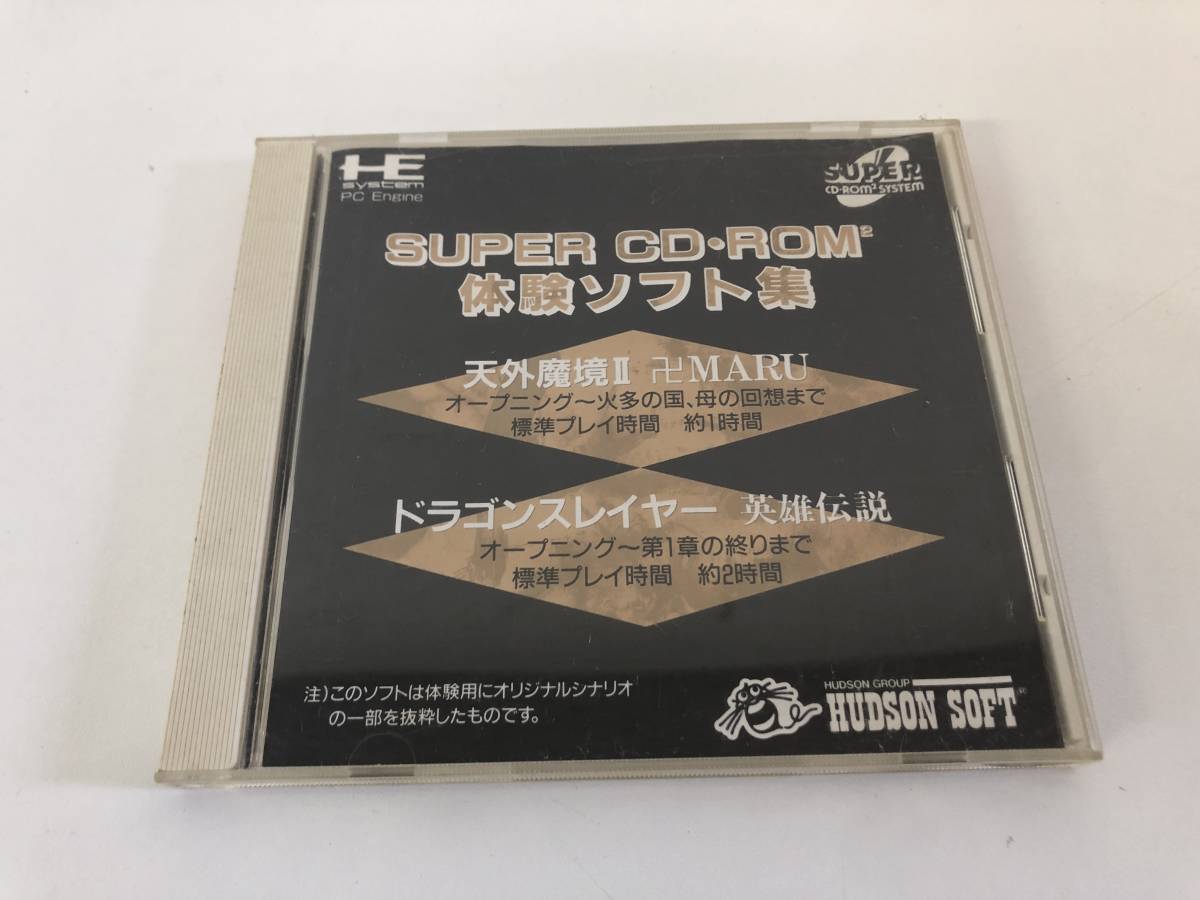 HE
system
PC Engine
SUPER
CD-ROM² SYSTEM
SUPER CD・ROM²
体験ソフト集
天外魔境Ⅱ 卍MARU
オープニング〜火多の国、母の回想まで
標準プレイ時間 約1時間
ドラゴンスレイヤー 英雄伝説
オープニング〜第1章の終りまで
標準プレイ時間 約2時間
注)このソフトは体験用にオリジナルシナリオ
の一部を抜粋したものです。
HUDSON GROUP
HUDSON SOFT®